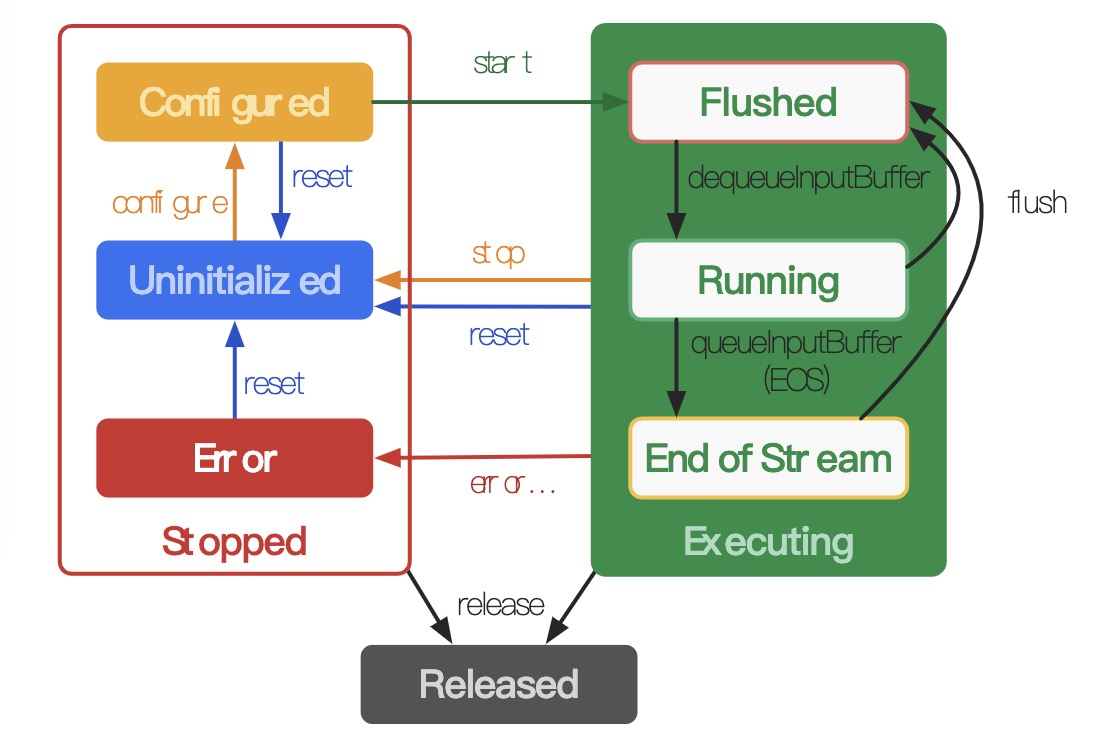 start
Configured
Flushed
reset
dequeueInputBuffer
configure
flush
stop
Uninitialized
Running
reset
queueInputBuffer
(EOS)
reset
Error
End of Stream
error...
Stopped
Executing
release
Released